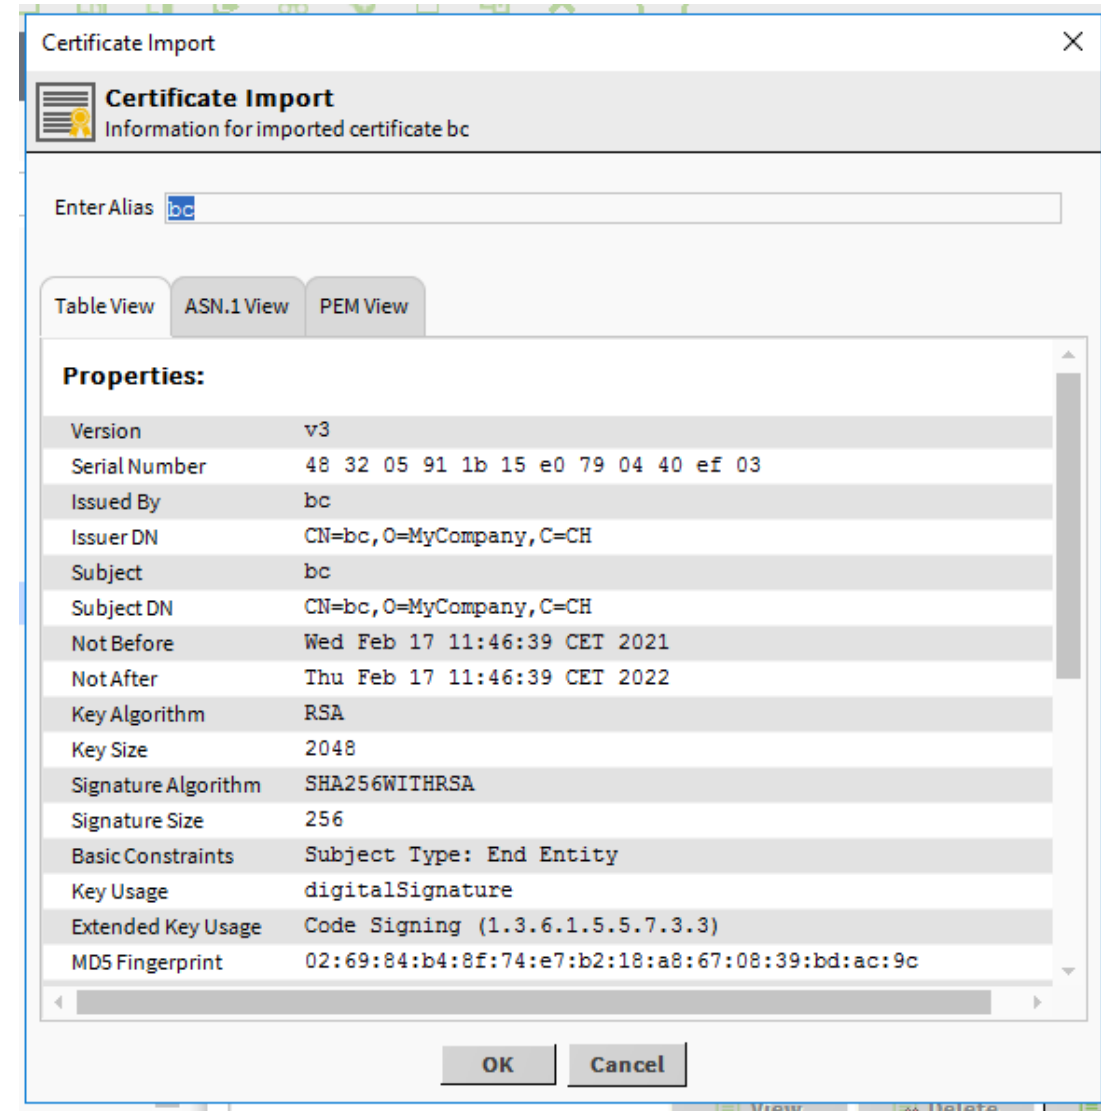 Certificate Import
Certificate Import
Information for imported certificate bc
Enter Alias bc
Table View ASN.1 View PEM View
Properties:
Version v3
Serial Number 48 32 05 91 1b 15 e0 79 04 40 ef 03
Issued By bc
Issuer DN CN=bc,O=MyCompany,C=CH
Subject bc
Subject DN CN=bc,O=MyCompany,C=CH
Not Before Wed Feb 17 11:46:39 CET 2021
Not After Thu Feb 17 11:46:39 CET 2022
Key Algorithm RSA
Key Size 2048
Signature Algorithm SHA256WITHRSA
Signature Size 256
Basic Constraints Subject Type: End Entity
Key Usage digitalSignature
Extended Key Usage Code Signing (1.3.6.1.5.5.7.3.3)
MD5 Fingerprint 02:69:84:b4:8f:74:e7:b2:18:a8:67:08:39:bd:ac:9c
OK Cancel
View Delete